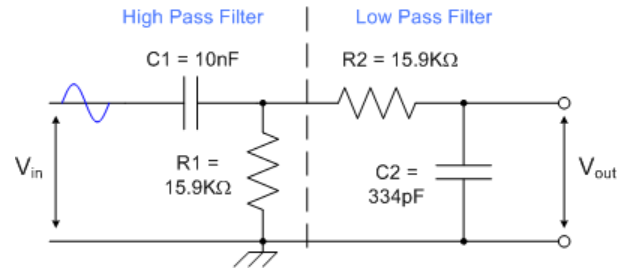 High Pass Filter
Low Pass Filter
C1 = 10nF
R2 = 15.9KΩ
Vin
R1 =
15.9KΩ
C2 =
334pF
Vout